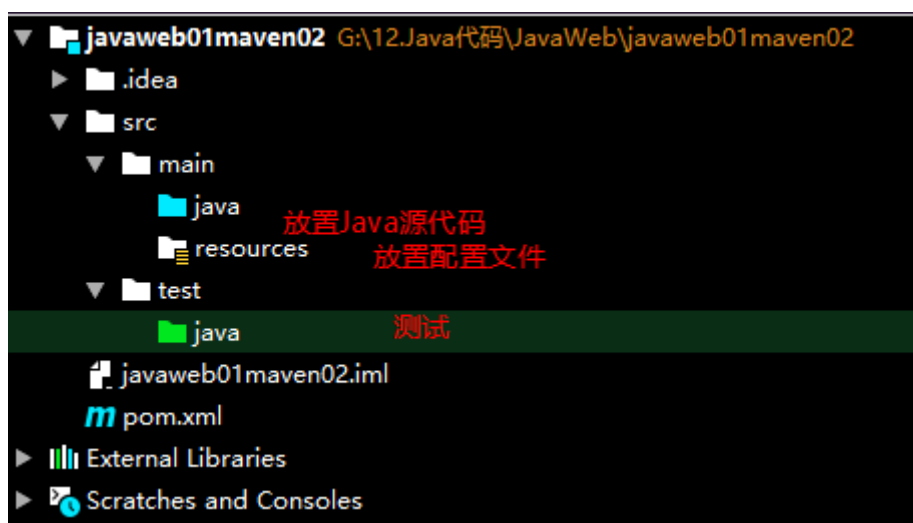 javaweb01maven02 G:\12.Java代码\JavaWeb\javaweb01maven02
.idea
src
main
java 放置Java源代码
resources 放置配置文件
test
java 测试
javaweb01maven02.iml
pom.xml
External Libraries
Scratches and Consoles